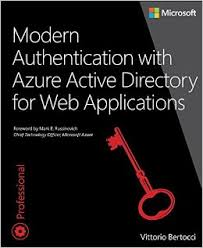 Microsoft
Modern
Authentication with
Azure Active Directory
for Web Applications
Foreword by Mark E. Russinovich
Chief Technology Officer, Microsoft Azure
Professional
Vittorio Bertocci